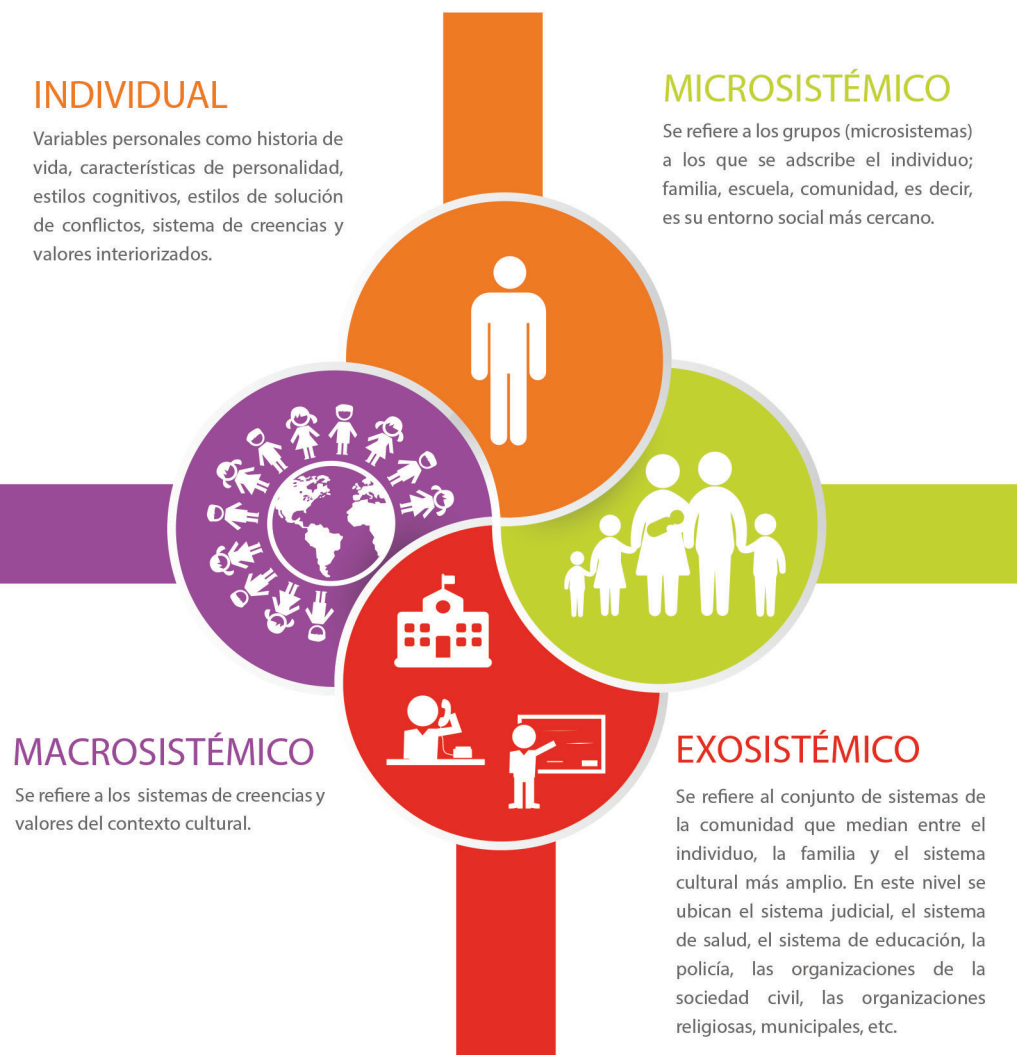 INDIVIDUAL
Variables personales como historia de
vida, características de personalidad,
estilos cognitivos, estilos de solución
de conflictos, sistema de creencias y
valores interiorizados.
MICROSISTÉMICO
Se refiere a los grupos (microsistemas)
a los que se adscribe el individuo;
familia, escuela, comunidad, es decir,
es su entorno social más cercano.
MACROSISTÉMICO
Se refiere a los sistemas de creencias y
valores del contexto cultural.
EXOSISTÉMICO
Se refiere al conjunto de sistemas de
la comunidad que median entre el
individuo, la familia y el sistema
cultural más amplio. En este nivel se
ubican el sistema judicial, el sistema
de salud, el sistema de educación, la
policía, las organizaciones de la
sociedad civil, las organizaciones
religiosas, municipales, etc.